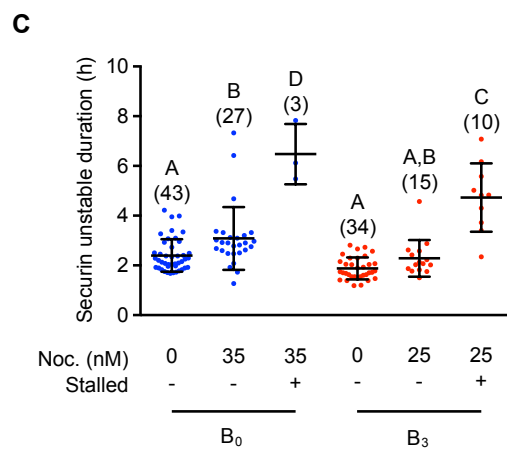 C
Securin unstable duration (h)
10
8
6
4
2
0
A
(43)
B
(27)
D
(3)
A
(34)
A,B
(15)
C
(10)
Noc. (nM) 0 35 35 0 25 25
Stalled - - + - - +
B0 B3